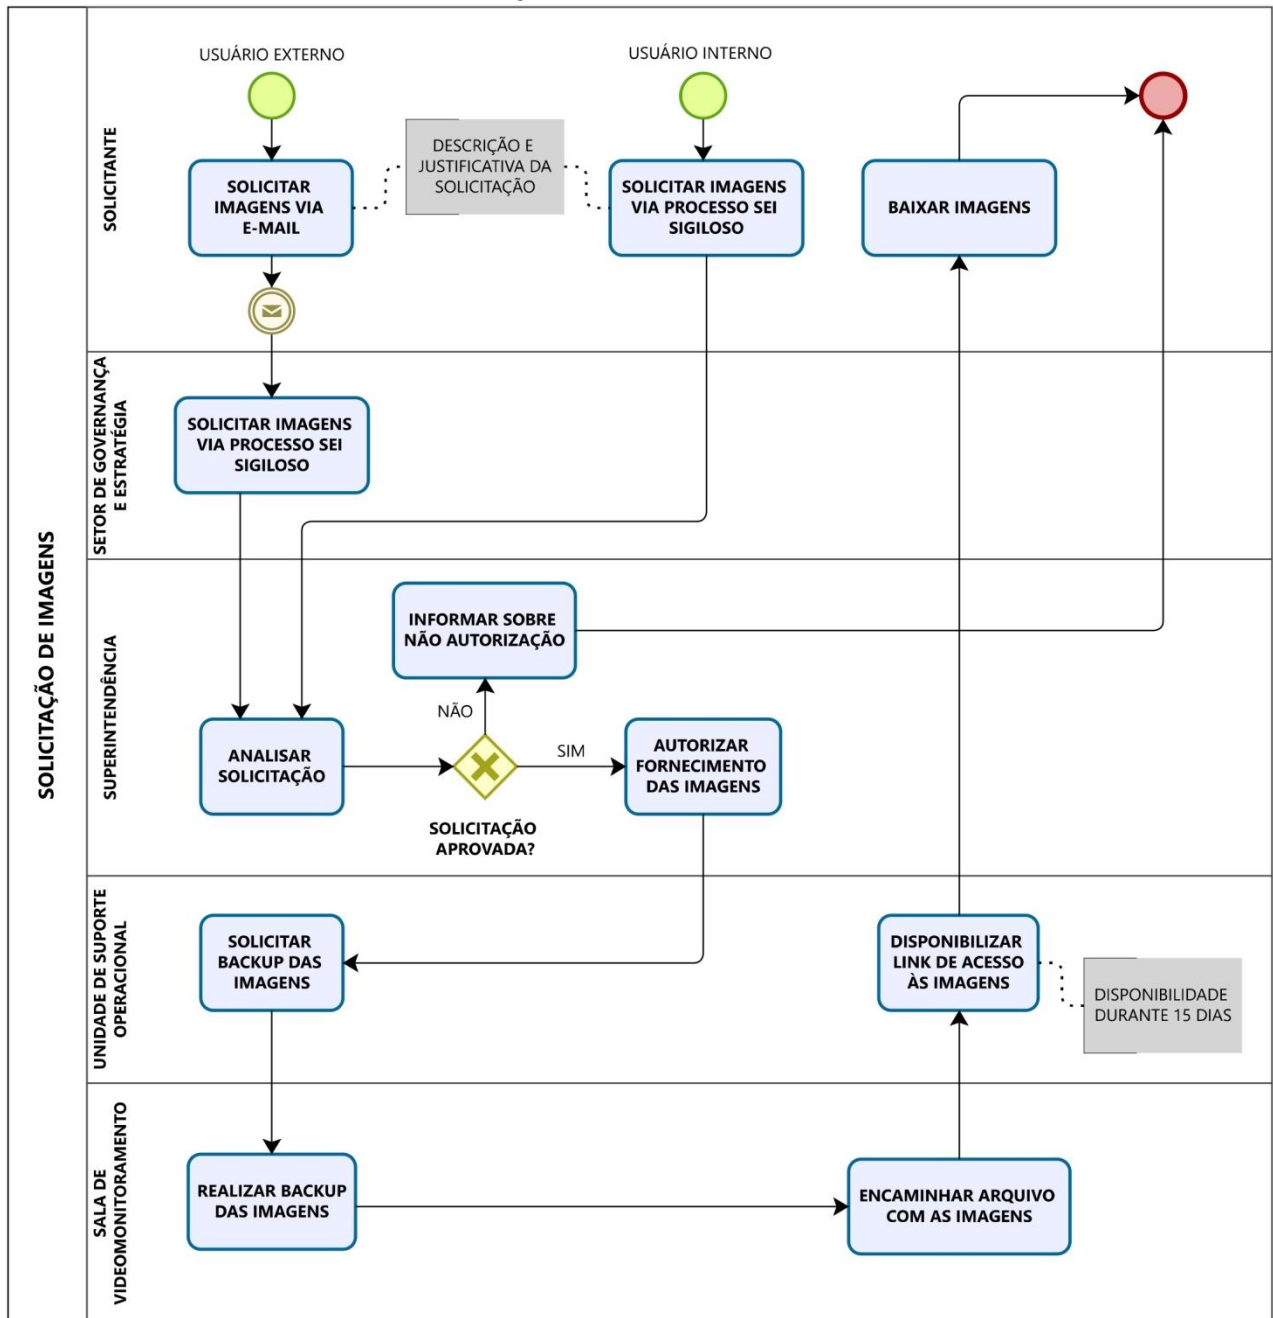 SOLICITAÇÃO DE IMAGENS
SOLICITANTE
USUÁRIO EXTERNO
USUÁRIO INTERNO
SOLICITAR
IMAGENS VIA
E-MAIL
DESCRIÇÃO E
JUSTIFICATIVA DA
SOLICITAÇÃO
SOLICITAR IMAGENS
VIA PROCESSO SEI
SIGILOSO
BAIXAR IMAGENS
SETOR DE GOVERNANÇA
E ESTRATÉGIA
SOLICITAR IMAGENS
VIA PROCESSO SEI
SIGILOSO
SUPERINTENDÊNCIA
INFORMAR SOBRE
NÃO AUTORIZAÇÃO
NÃO
ANALISAR
SOLICITAÇÃO
SIM
AUTORIZAR
FORNECIMENTO
DAS IMAGENS
SOLICITAÇÃO
APROVADA?
UNIDADE DE SUPORTE
OPERACIONAL
SOLICITAR
BACKUP DAS
IMAGENS
DISPONIBILIZAR
LINK DE ACESSO
ÀS IMAGENS
DISPONIBILIDADE
DURANTE 15 DIAS
SALA DE
VIDEOMONITORAMENTO
REALIZAR BACKUP
DAS IMAGENS
ENCAMINHAR ARQUIVO
COM AS IMAGENS